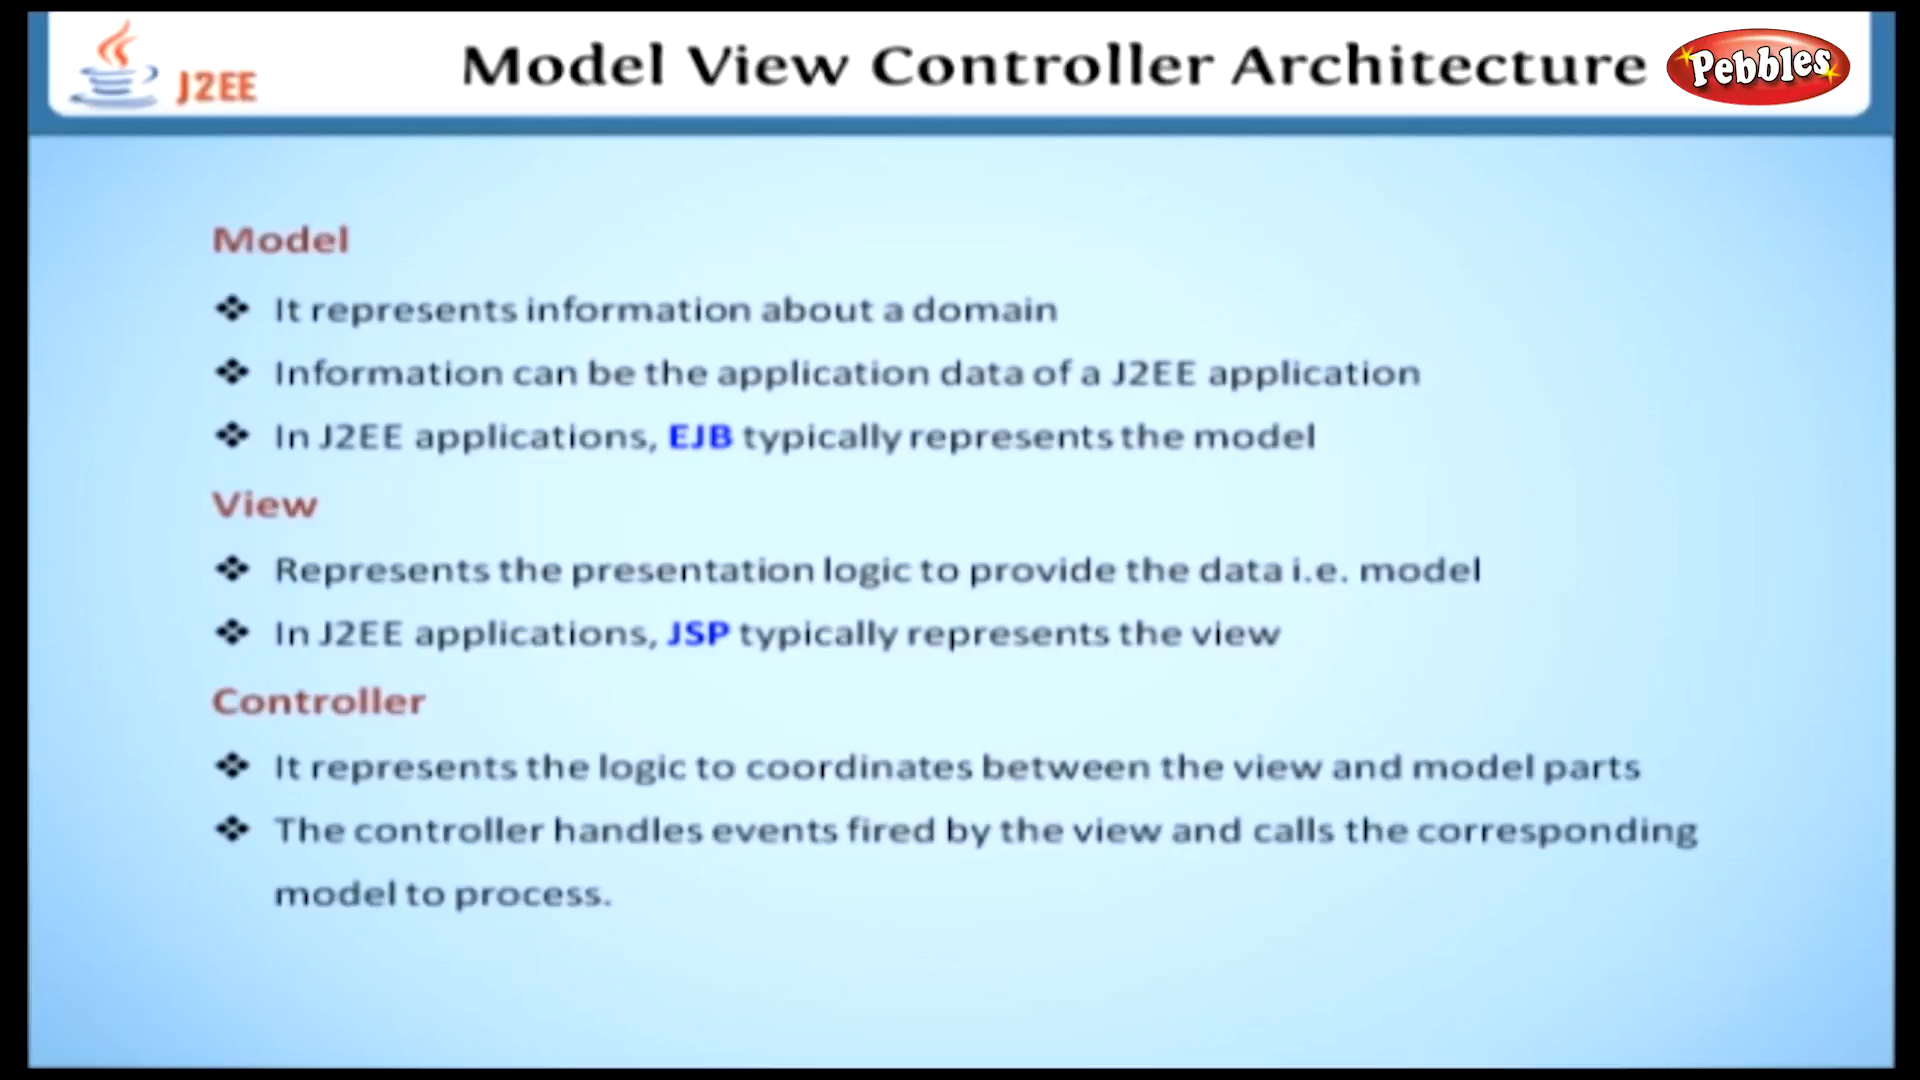 J2EE
Model View Controller Architecture
Pebbles
Model
It represents information about a domain
Information can be the application data of a J2EE application
In J2EE applications, EJB typically represents the model
View
Represents the presentation logic to provide the data i.e. model
In J2EE applications, JSP typically represents the view
Controller
It represents the logic to coordinates between the view and model parts
The controller handles events fired by the view and calls the corresponding
model to process.